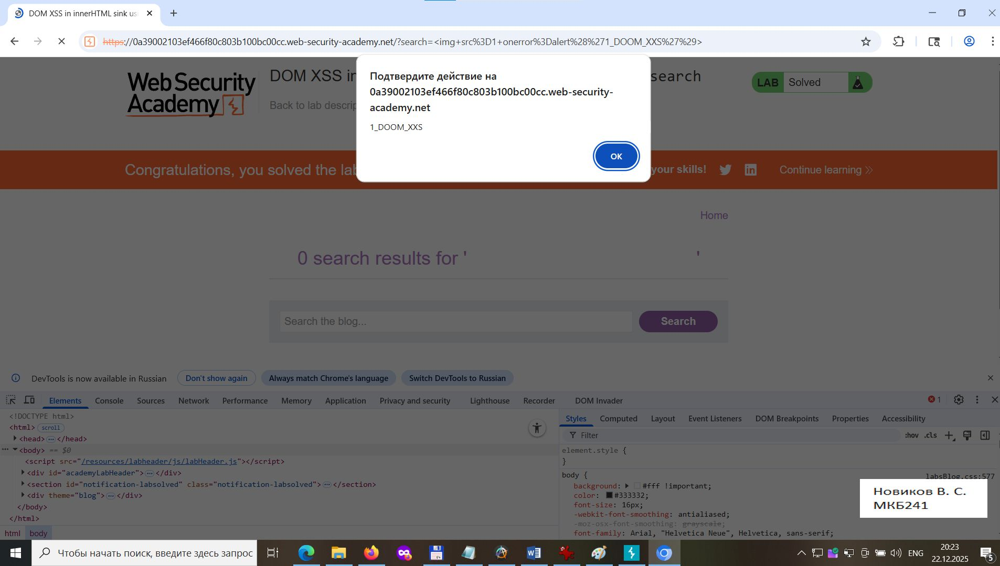 DOM XSS in innerHTML sink us
https://0a39002103ef466f80c803b100bc00cc.web-security-academy.net/?search=<img+src%3D1+onerror%3Dalert%28%271_DOOM_XXS%27%29>
Подтвердите действие на
0a39002103ef466f80c803b100bc00cc.web-security-
academy.net
1_DOOM_XXS
OK
Web Security
Academy
DOM XSS in
search
Back to lab descrip
LAB Solved
Congratulations, you solved the lab
your skills!
Continue learning
Home
0 search results for ' '
Search the blog...
Search
DevTools is now available in Russian
Don't show again
Always match Chrome's language
Switch DevTools to Russian
Elements Console Sources Network Performance Memory Application Privacy and security Lighthouse Recorder DOM Invader
1
<!DOCTYPE html>
<html> scroll
<head> ··· </head>
··· <body> == $0
<script src="/resources/labheader/js/labHeader.js"></script>
<div id="academyLabHeader"> ··· </div>
<section id="notification-labsolved" class="notification-labsolved"> ··· </section>
<div theme="blog"> ··· </div>
</body>
</html>
html body
Styles Computed Layout Event Listeners DOM Breakpoints Properties Accessibility
Filter
:hov .cls
element.style {
}
body {
labsBlog.css:577
background: #fff !important;
color: #333332;
font-size: 16px;
-webkit-font-smoothing: antialiased;
-moz-osx-font-smoothing: grayscale;
font-family: Arial, "Helvetica Neue", Helvetica, sans-serif;
Новиков В. С.
МКБ241
Чтобы начать поиск, введите здесь запрос
ENG
20:23
22.12.2025
5